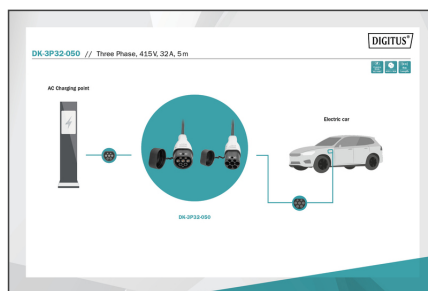 DIGITUS®
DK-3P32-050 // Three Phase, 415V, 32A, 5m
AC Charging point
Electric car
DK-3P32-050